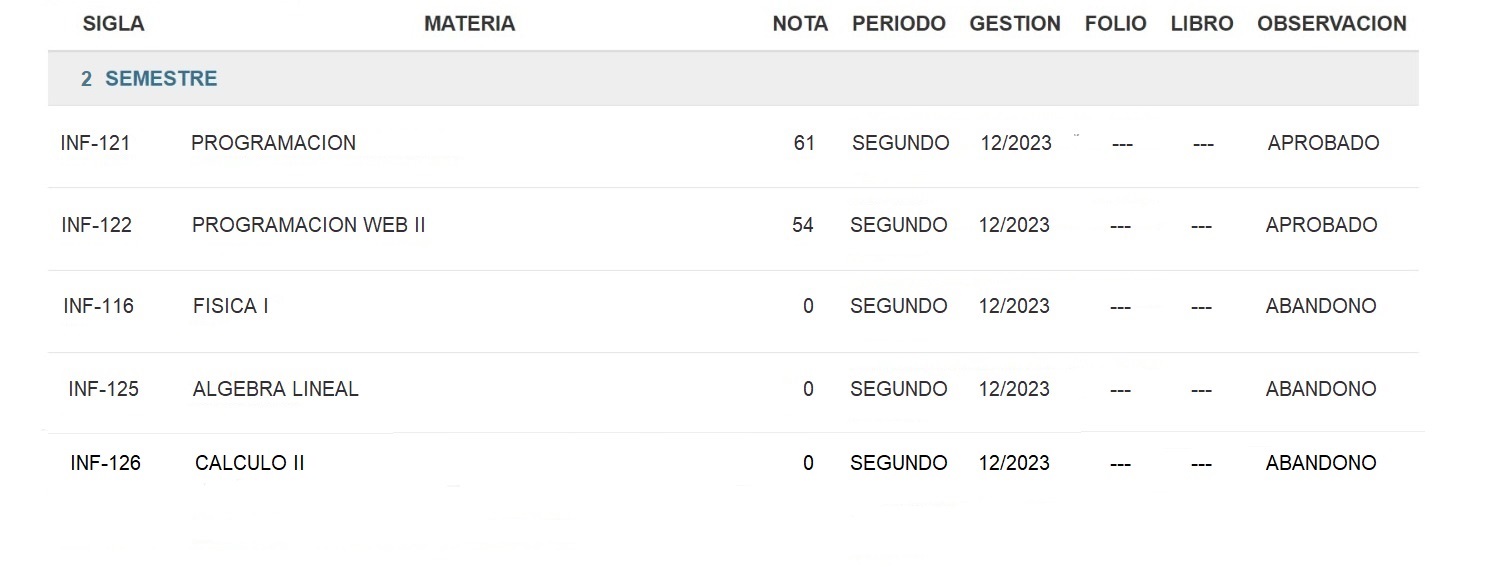 SIGLA MATERIA NOTA PERIODO GESTION FOLIO LIBRO OBSERVACION
2 SEMESTRE
INF-121 PROGRAMACION 61 SEGUNDO 12/2023 --- --- APROBADO
INF-122 PROGRAMACION WEB II 54 SEGUNDO 12/2023 --- --- APROBADO
INF-116 FISICA I 0 SEGUNDO 12/2023 --- --- ABANDONO
INF-125 ALGEBRA LINEAL 0 SEGUNDO 12/2023 --- --- ABANDONO
INF-126 CALCULO II 0 SEGUNDO 12/2023 --- --- ABANDONO